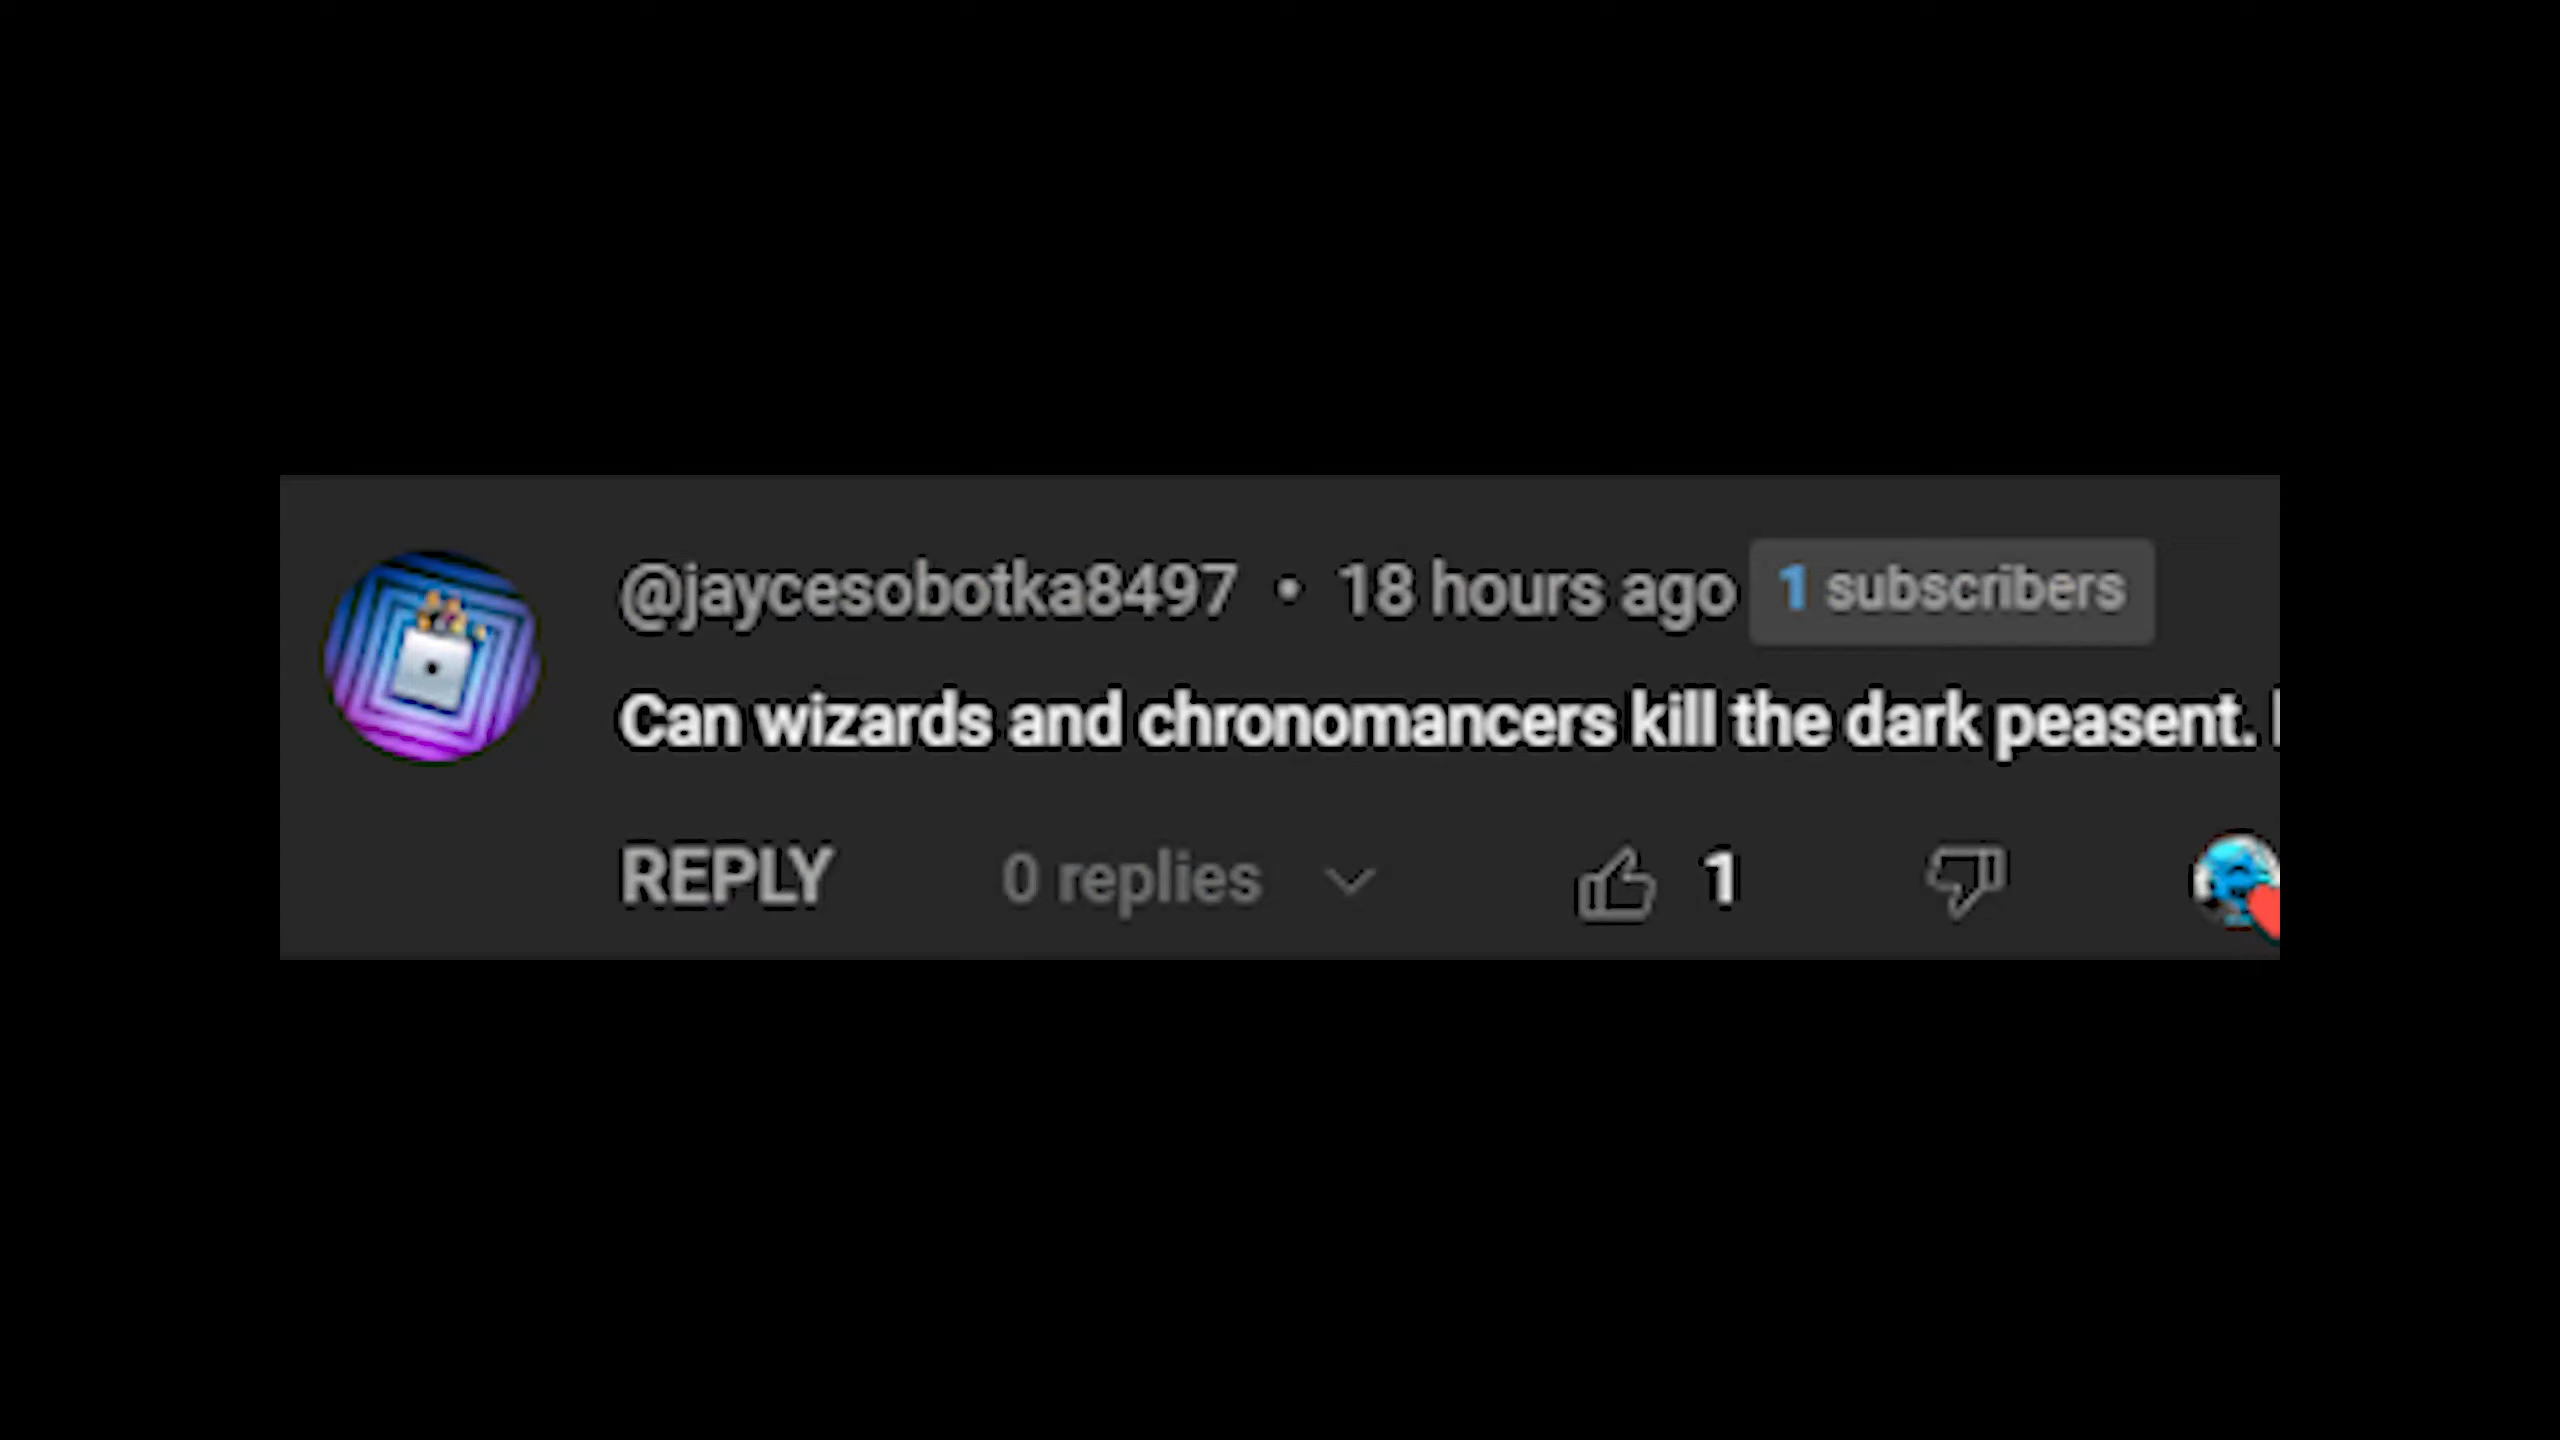 @jaycesobotka8497 • 18 hours ago 1 subscribers
Can wizards and chronomancers kill the dark peasent.
REPLY 0 replies 1